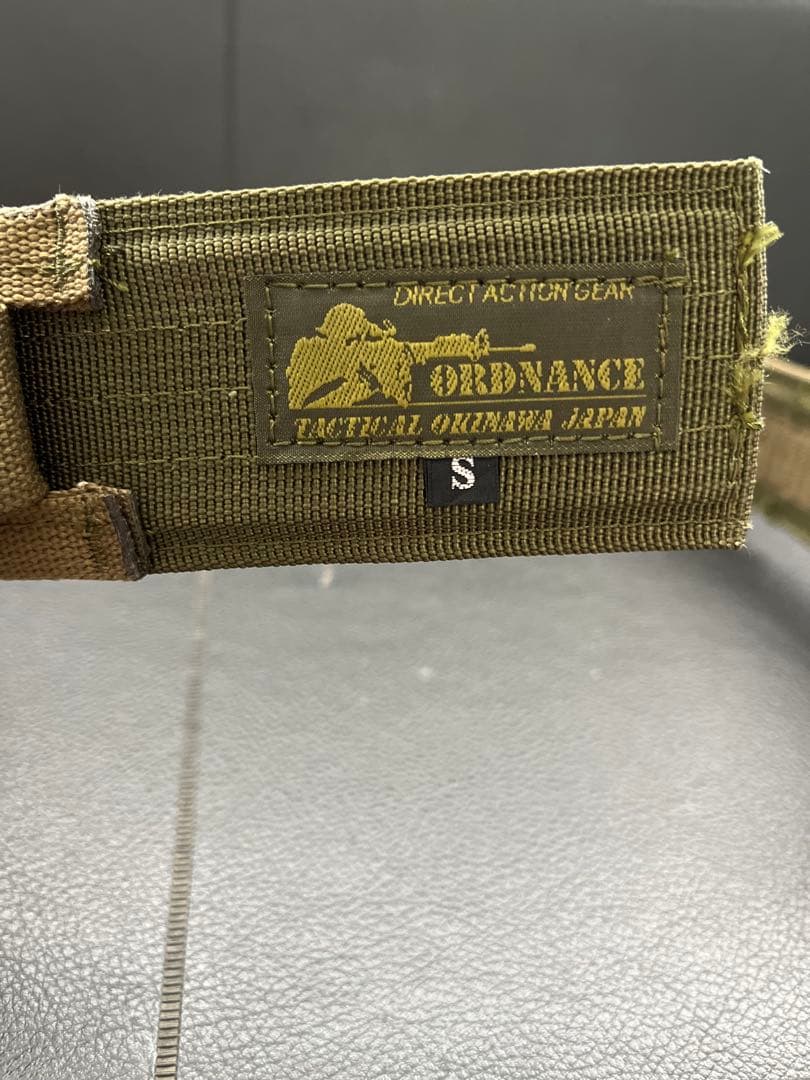 DIRECT ACTION GEAR
ORDNANCE
TACTICAL OKINAWA JAPAN
S